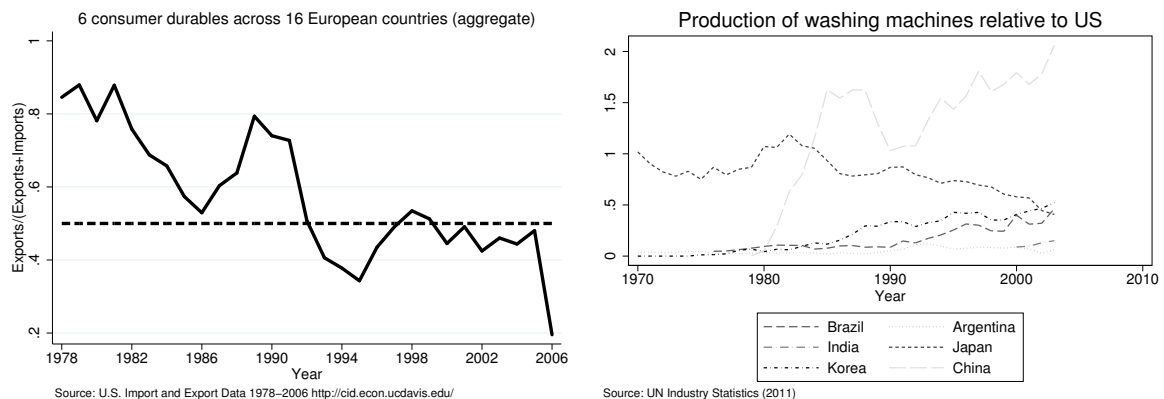 6 consumer durables across 16 European countries (aggregate)
Exports/(Exports+Imports)
1
.8
.6
.4
.2
1978 1982 1986 1990 1994 1998 2002 2006
Year
Source: U.S. Import and Export Data 1978−2006 http://cid.econ.ucdavis.edu/
Production of washing machines relative to US
2
1.5
1
.5
0
1970 1980 1990 2000 2010
Year
Brazil Argentina
India Japan
Korea China
Source: UN Industry Statistics (2011)